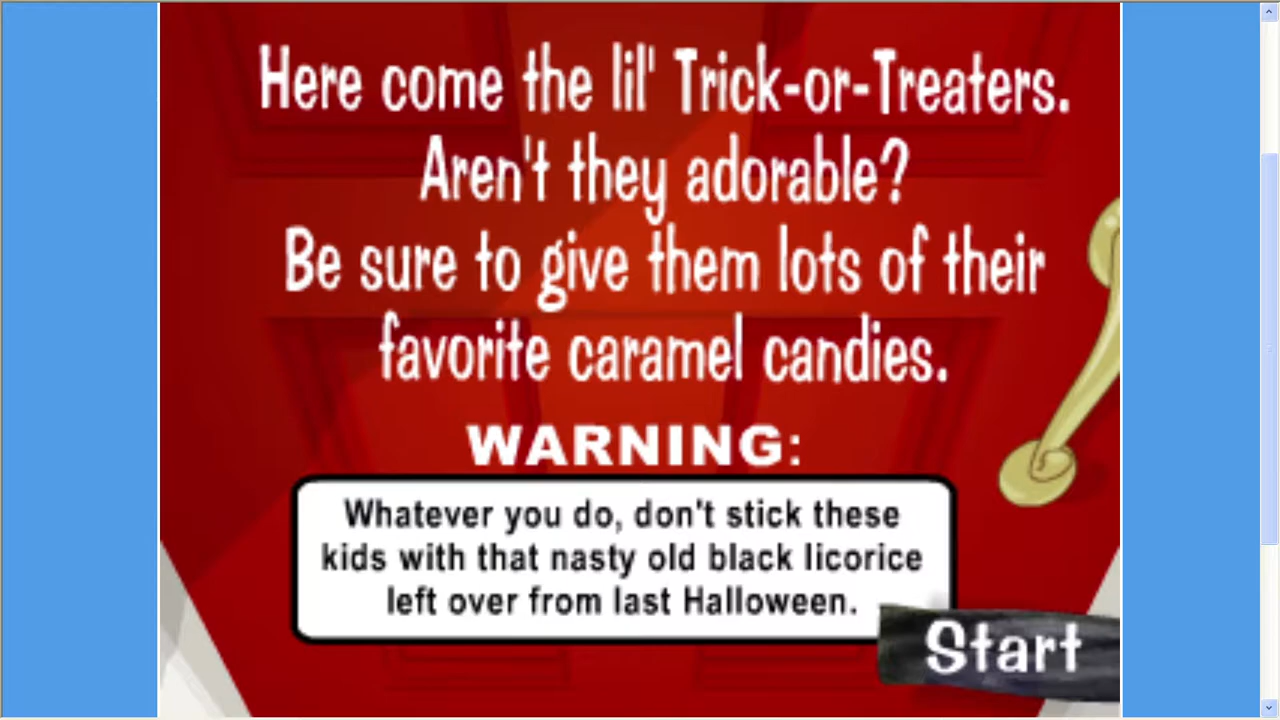 Here come the lil' Trick-or-Treaters.
Aren't they adorable?
Be sure to give them lots of their
favorite caramel candies.
WARNING:
Whatever you do, don't stick these
kids with that nasty old black licorice
left over from last Halloween.
Start